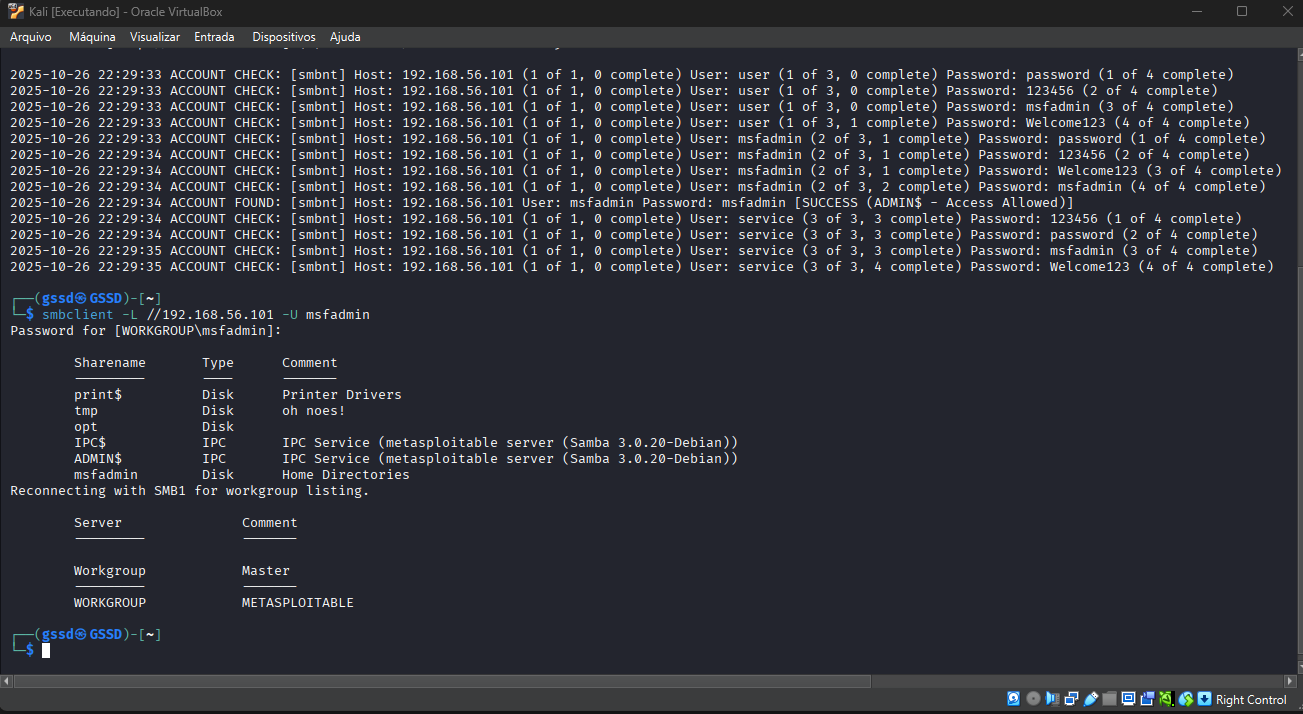 Kali [Executando] - Oracle VirtualBox
Arquivo Máquina Visualizar Entrada Dispositivos Ajuda
2025-10-26 22:29:33 ACCOUNT CHECK: [smbnt] Host: 192.168.56.101 (1 of 1, 0 complete) User: user (1 of 3, 0 complete) Password: password (1 of 4 complete)
2025-10-26 22:29:33 ACCOUNT CHECK: [smbnt] Host: 192.168.56.101 (1 of 1, 0 complete) User: user (1 of 3, 0 complete) Password: 123456 (2 of 4 complete)
2025-10-26 22:29:33 ACCOUNT CHECK: [smbnt] Host: 192.168.56.101 (1 of 1, 0 complete) User: user (1 of 3, 0 complete) Password: msfadmin (3 of 4 complete)
2025-10-26 22:29:33 ACCOUNT CHECK: [smbnt] Host: 192.168.56.101 (1 of 1, 0 complete) User: user (1 of 3, 1 complete) Password: Welcome123 (4 of 4 complete)
2025-10-26 22:29:33 ACCOUNT CHECK: [smbnt] Host: 192.168.56.101 (1 of 1, 0 complete) User: msfadmin (2 of 3, 1 complete) Password: password (1 of 4 complete)
2025-10-26 22:29:34 ACCOUNT CHECK: [smbnt] Host: 192.168.56.101 (1 of 1, 0 complete) User: msfadmin (2 of 3, 1 complete) Password: 123456 (2 of 4 complete)
2025-10-26 22:29:34 ACCOUNT CHECK: [smbnt] Host: 192.168.56.101 (1 of 1, 0 complete) User: msfadmin (2 of 3, 1 complete) Password: Welcome123 (3 of 4 complete)
2025-10-26 22:29:34 ACCOUNT CHECK: [smbnt] Host: 192.168.56.101 (1 of 1, 0 complete) User: msfadmin (2 of 3, 2 complete) Password: msfadmin (4 of 4 complete)
2025-10-26 22:29:34 ACCOUNT FOUND: [smbnt] Host: 192.168.56.101 User: msfadmin Password: msfadmin [SUCCESS (ADMIN$ - Access Allowed)]
2025-10-26 22:29:34 ACCOUNT CHECK: [smbnt] Host: 192.168.56.101 (1 of 1, 0 complete) User: service (3 of 3, 3 complete) Password: 123456 (1 of 4 complete)
2025-10-26 22:29:34 ACCOUNT CHECK: [smbnt] Host: 192.168.56.101 (1 of 1, 0 complete) User: service (3 of 3, 3 complete) Password: password (2 of 4 complete)
2025-10-26 22:29:35 ACCOUNT CHECK: [smbnt] Host: 192.168.56.101 (1 of 1, 0 complete) User: service (3 of 3, 3 complete) Password: msfadmin (3 of 4 complete)
2025-10-26 22:29:35 ACCOUNT CHECK: [smbnt] Host: 192.168.56.101 (1 of 1, 0 complete) User: service (3 of 3, 4 complete) Password: Welcome123 (4 of 4 complete)
┌──(gssd㉿GSSD)-[~]
└─$ smbclient -L //192.168.56.101 -U msfadmin
Password for [WORKGROUP\msfadmin]:
Sharename Type Comment
print$ Disk Printer Drivers
tmp Disk oh noes!
opt Disk
IPC$ IPC IPC Service (metasploitable server (Samba 3.0.20-Debian))
ADMIN$ IPC IPC Service (metasploitable server (Samba 3.0.20-Debian))
msfadmin Disk Home Directories
Reconnecting with SMB1 for workgroup listing.
Server Comment
Workgroup Master
WORKGROUP METASPLOITABLE
┌──(gssd㉿GSSD)-[~]
└─$
Right Control